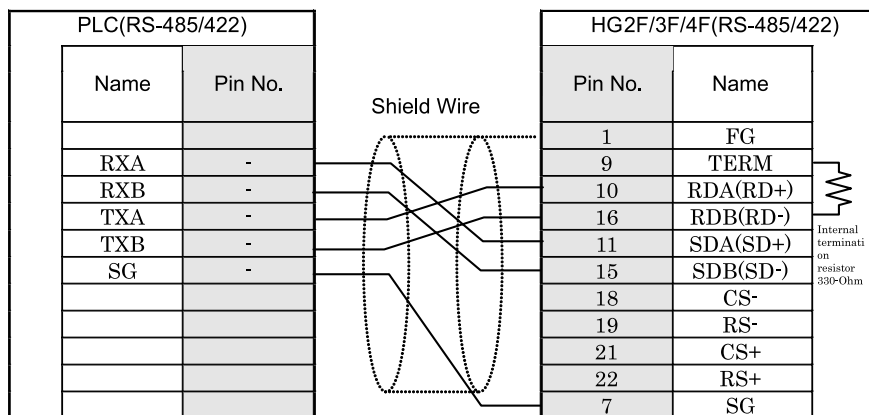 PLC(RS-485/422) HG2F/3F/4F(RS-485/422)
Name Pin No. Pin No. Name
Shield Wire
1 FG
RXA - 9 TERM
RXB - 10 RDA(RD+)
TXA - 16 RDB(RD-)
TXB - 11 SDA(SD+)
SG - 15 SDB(SD-)
18 CS-
19 RS-
21 CS+
22 RS+
7 SG
Internal
terminati
on
resistor
330-Ohm